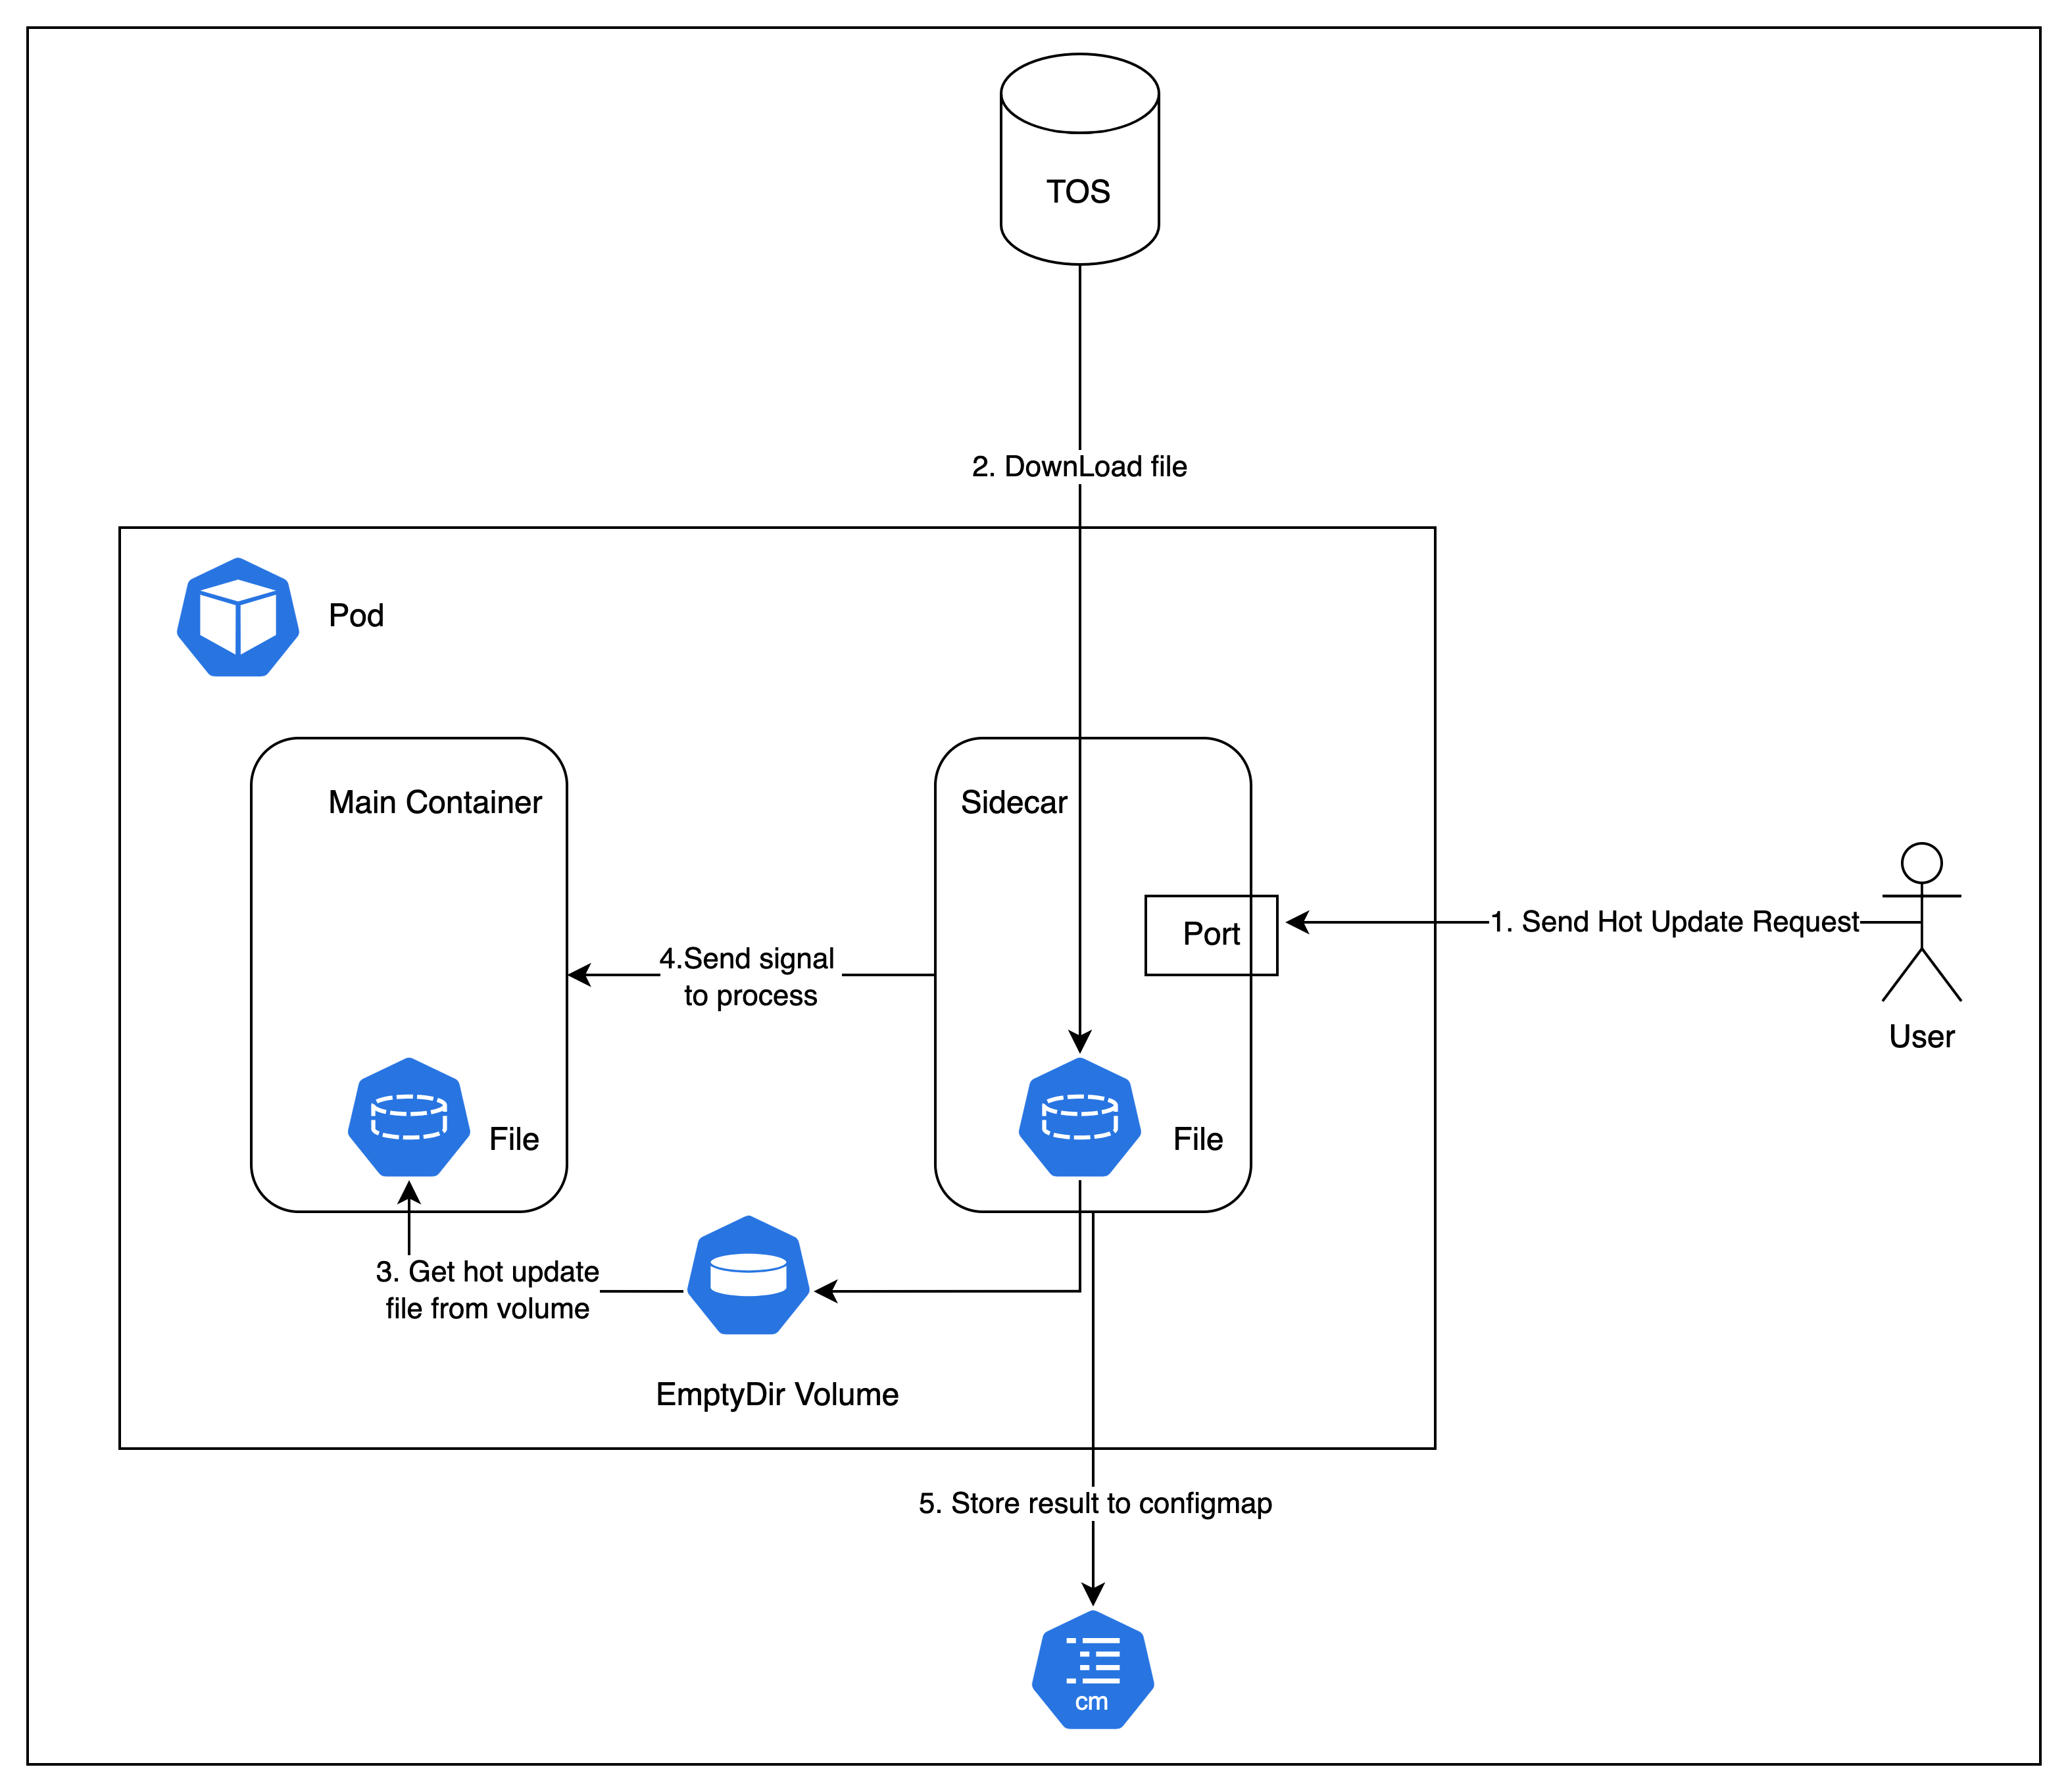 TOS
2. DownLoad file
Pod
Main Container
Sidecar
Port
1. Send Hot Update Request
4.Send signal
to process
User
File
File
3. Get hot update
file from volume
EmptyDir Volume
5. Store result to configmap
cm